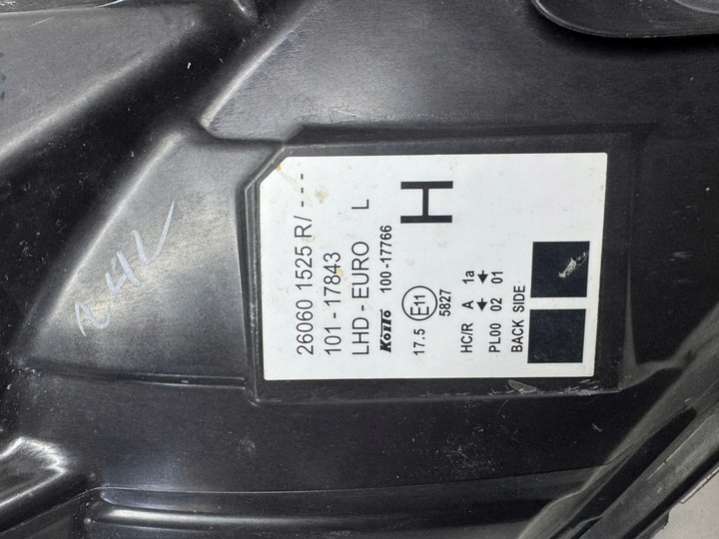 26060 1525 R/ - - -
101 - 17843
LHD - EURO L
KOITO 100-17766
H
17.5 E11
5827
HC/R A 1a
← ←
PL00 02 01
BACK SIDE